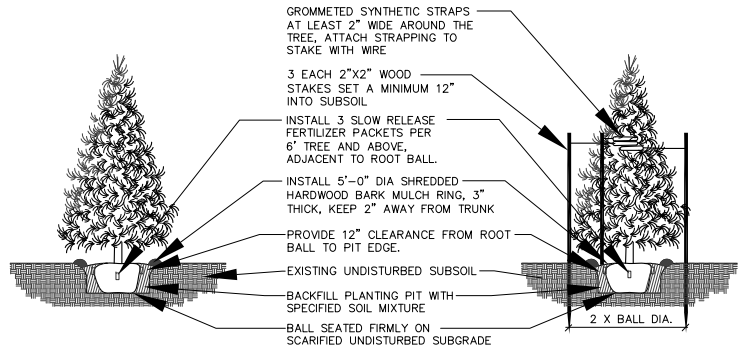 GROMMETED SYNTHETIC STRAPS
AT LEAST 2" WIDE AROUND THE
TREE, ATTACH STRAPPING TO
STAKE WITH WIRE
3 EACH 2"X2" WOOD
STAKES SET A MINIMUM 12"
INTO SUBSOIL
INSTALL 3 SLOW RELEASE
FERTILIZER PACKETS PER
6' TREE AND ABOVE,
ADJACENT TO ROOT BALL.
INSTALL 5'-0" DIA SHREDDED
HARDWOOD BARK MULCH RING, 3"
THICK, KEEP 2" AWAY FROM TRUNK
PROVIDE 12" CLEARANCE FROM ROOT
BALL TO PIT EDGE.
EXISTING UNDISTURBED SUBSOIL
BACKFILL PLANTING PIT WITH
SPECIFIED SOIL MIXTURE
BALL SEATED FIRMLY ON
SCARIFIED UNDISTURBED SUBGRADE
2 X BALL DIA.